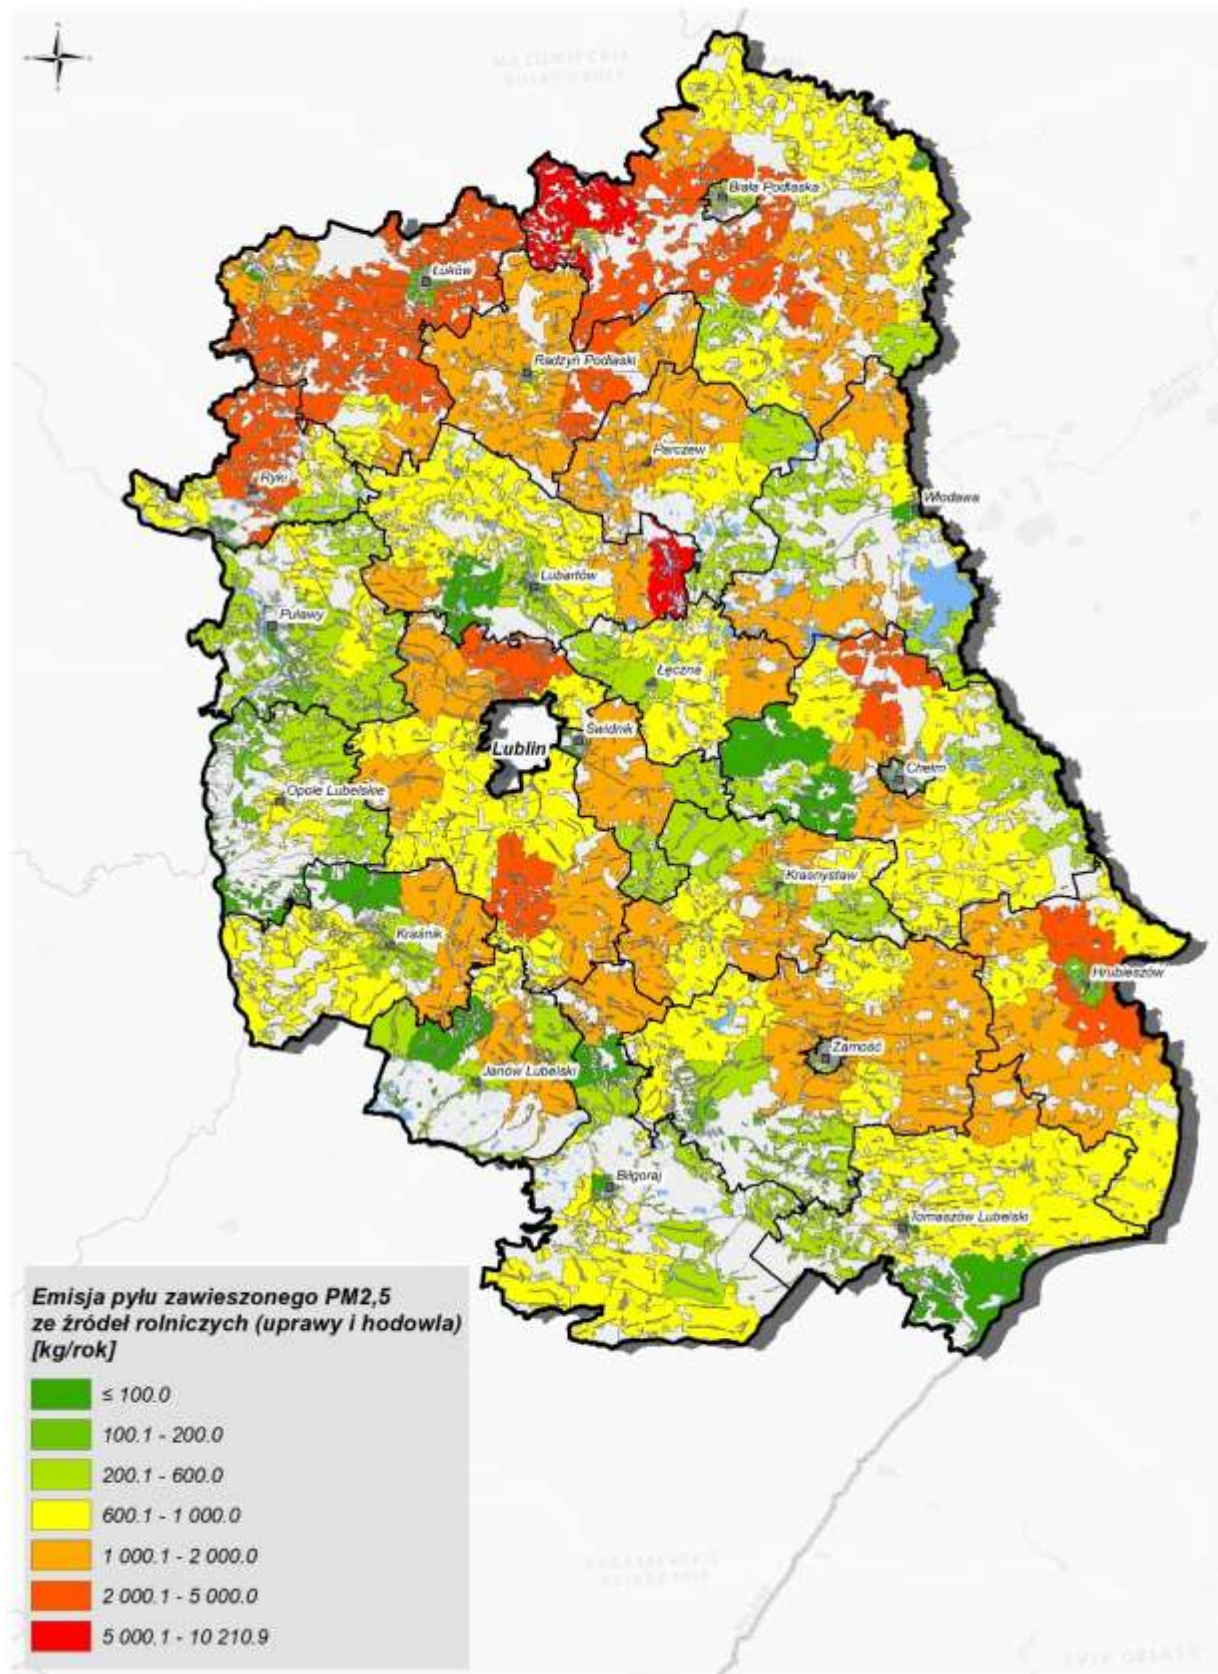 Biała Podlaska
Łuków
Radzyń Podlaski
Parczew
Ryki
Włodawa
Lubartów
Puławy
Łęczna
Świdnik
Lublin
Chełm
Opole Lubelskie
Krasnystaw
Kraśnik
Hrubieszów
Zamość
Janów Lubelski
Biłgoraj
Tomaszów Lubelski
Emisja pyłu zawieszonego PM2,5
ze źródeł rolniczych (uprawy i hodowla)
[kg/rok]
≤ 100.0
100.1 - 200.0
200.1 - 600.0
600.1 - 1 000.0
1 000.1 - 2 000.0
2 000.1 - 5 000.0
5 000.1 - 10 210.9